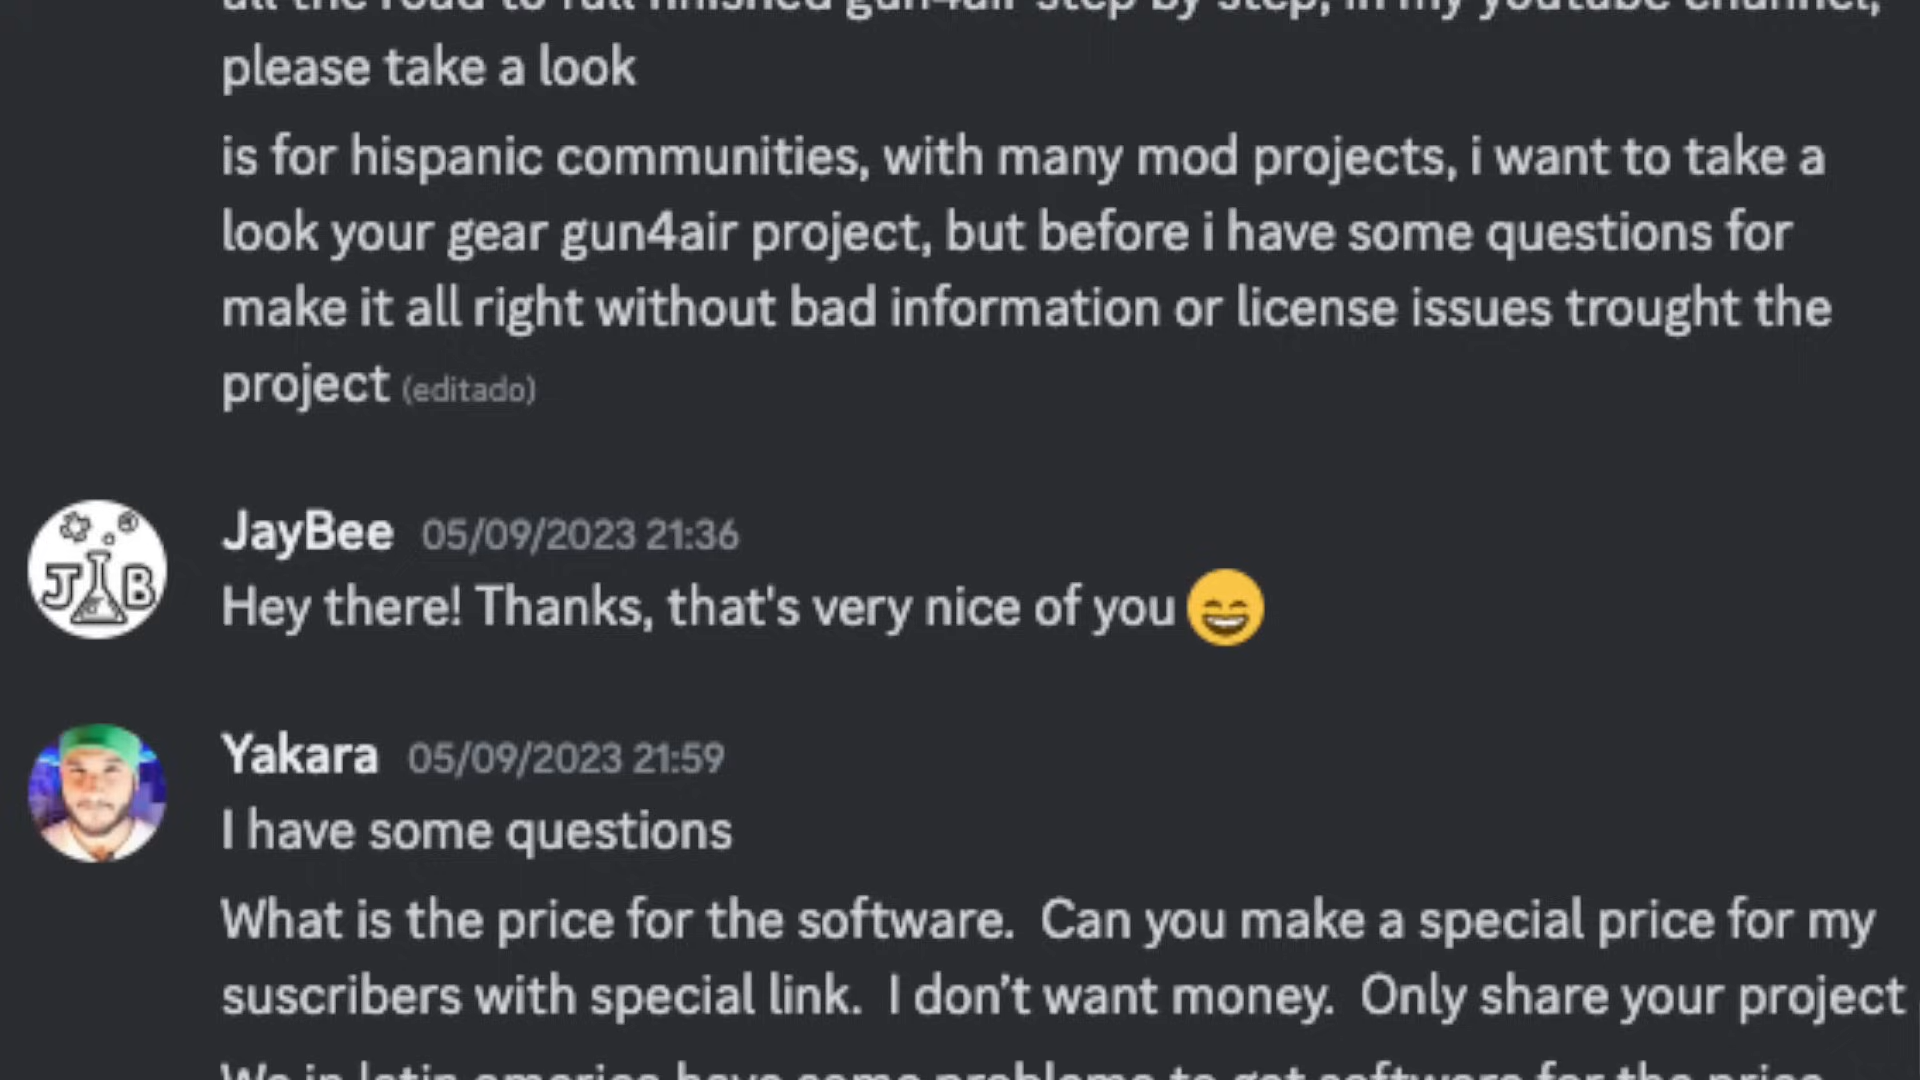 all the road to full finished gun4air step by step, in my youtube channel,
please take a look
is for hispanic communities, with many mod projects, i want to take a
look your gear gun4air project, but before i have some questions for
make it all right without bad information or license issues trought the
project (editado)
JB
JayBee 05/09/2023 21:36
Hey there! Thanks, that's very nice of you 😄
Yakara 05/09/2023 21:59
I have some questions
What is the price for the software. Can you make a special price for my
suscribers with special link. I don't want money. Only share your project
We in latin america have some problems to get software for the price